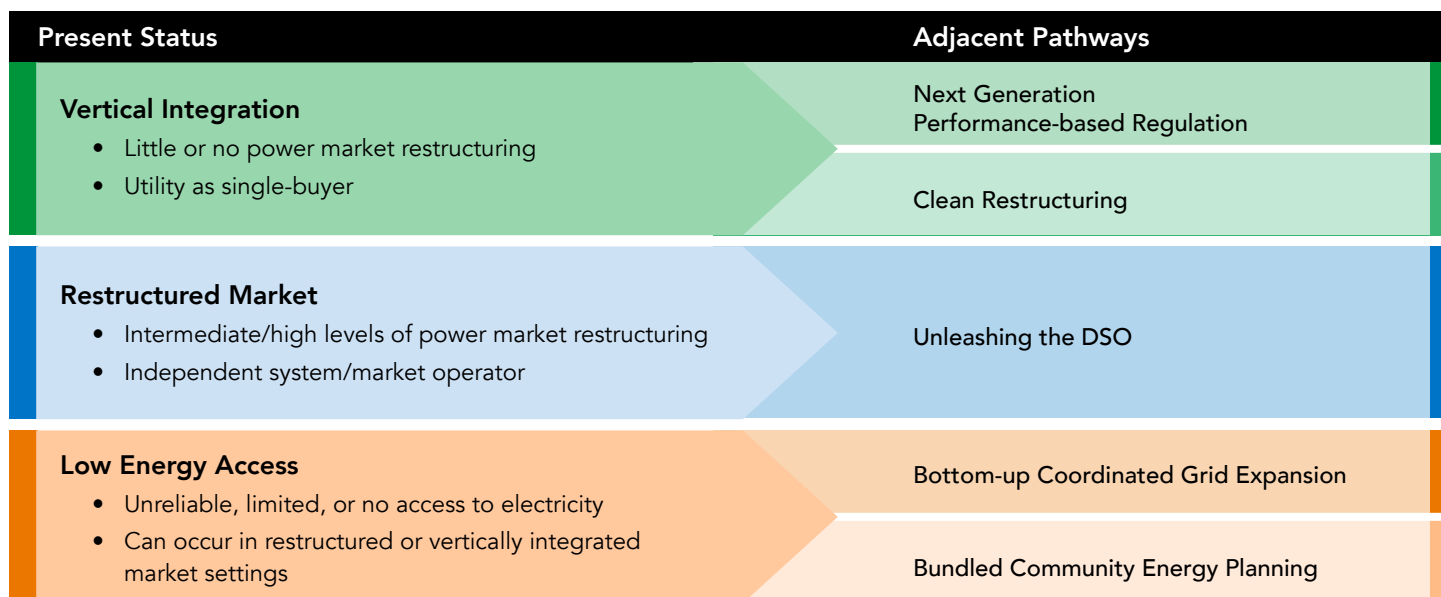 Present Status
Adjacent Pathways
Vertical Integration
• Little or no power market restructuring
• Utility as single-buyer
Next Generation
Performance-based Regulation
Clean Restructuring
Restructured Market
• Intermediate/high levels of power market restructuring
• Independent system/market operator
Unleashing the DSO
Low Energy Access
• Unreliable, limited, or no access to electricity
• Can occur in restructured or vertically integrated
market settings
Bottom-up Coordinated Grid Expansion
Bundled Community Energy Planning